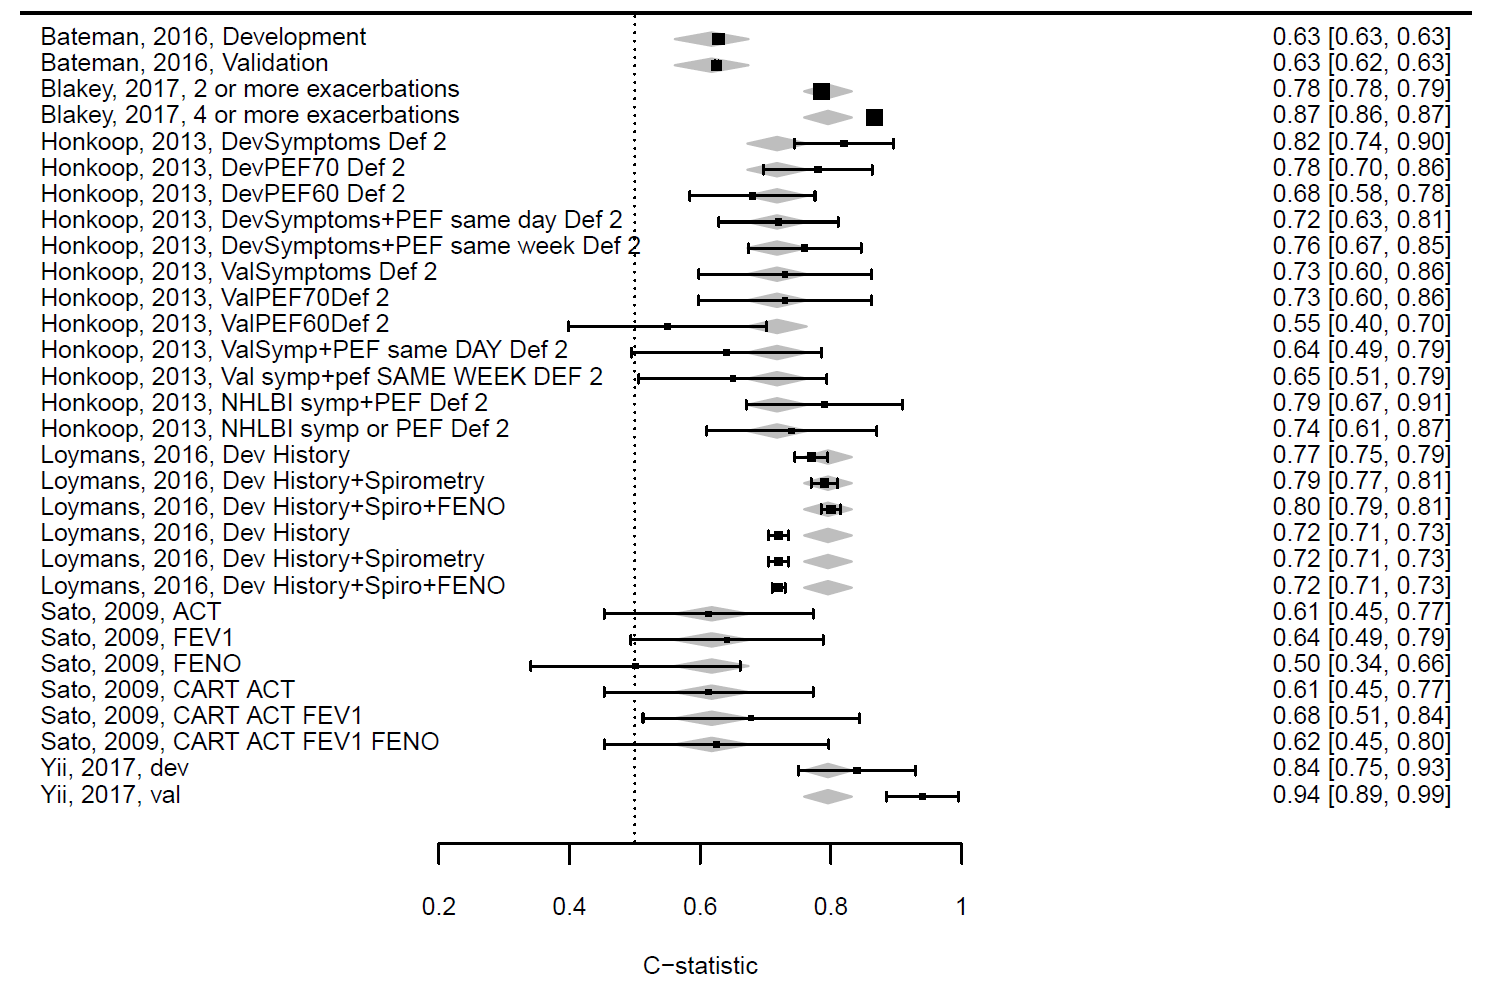 Bateman, 2016, Development 0.63 [0.63, 0.63]
Bateman, 2016, Validation 0.63 [0.62, 0.63]
Blakey, 2017, 2 or more exacerbations 0.78 [0.78, 0.79]
Blakey, 2017, 4 or more exacerbations 0.87 [0.86, 0.87]
Honkoop, 2013, DevSymptoms Def 2 0.82 [0.74, 0.90]
Honkoop, 2013, DevPEF70 Def 2 0.78 [0.70, 0.86]
Honkoop, 2013, DevPEF60 Def 2 0.68 [0.58, 0.78]
Honkoop, 2013, DevSymptoms+PEF same day Def 2 0.72 [0.63, 0.81]
Honkoop, 2013, DevSymptoms+PEF same week Def 2 0.76 [0.67, 0.85]
Honkoop, 2013, ValSymptoms Def 2 0.73 [0.60, 0.86]
Honkoop, 2013, ValPEF70Def 2 0.73 [0.60, 0.86]
Honkoop, 2013, ValPEF60Def 2 0.55 [0.40, 0.70]
Honkoop, 2013, ValSymp+PEF same DAY Def 2 0.64 [0.49, 0.79]
Honkoop, 2013, Val symp+pef SAME WEEK DEF 2 0.65 [0.51, 0.79]
Honkoop, 2013, NHLBI symp+PEF Def 2 0.79 [0.67, 0.91]
Honkoop, 2013, NHLBI symp or PEF Def 2 0.74 [0.61, 0.87]
Loymans, 2016, Dev History 0.77 [0.75, 0.79]
Loymans, 2016, Dev History+Spirometry 0.79 [0.77, 0.81]
Loymans, 2016, Dev History+Spiro+FENO 0.80 [0.79, 0.81]
Loymans, 2016, Dev History 0.72 [0.71, 0.73]
Loymans, 2016, Dev History+Spirometry 0.72 [0.71, 0.73]
Loymans, 2016, Dev History+Spiro+FENO 0.72 [0.71, 0.73]
Sato, 2009, ACT 0.61 [0.45, 0.77]
Sato, 2009, FEV1 0.64 [0.49, 0.79]
Sato, 2009, FENO 0.50 [0.34, 0.66]
Sato, 2009, CART ACT 0.61 [0.45, 0.77]
Sato, 2009, CART ACT FEV1 0.68 [0.51, 0.84]
Sato, 2009, CART ACT FEV1 FENO 0.62 [0.45, 0.80]
Yii, 2017, dev 0.84 [0.75, 0.93]
Yii, 2017, val 0.94 [0.89, 0.99]
0.2 0.4 0.6 0.8 1
C−statistic